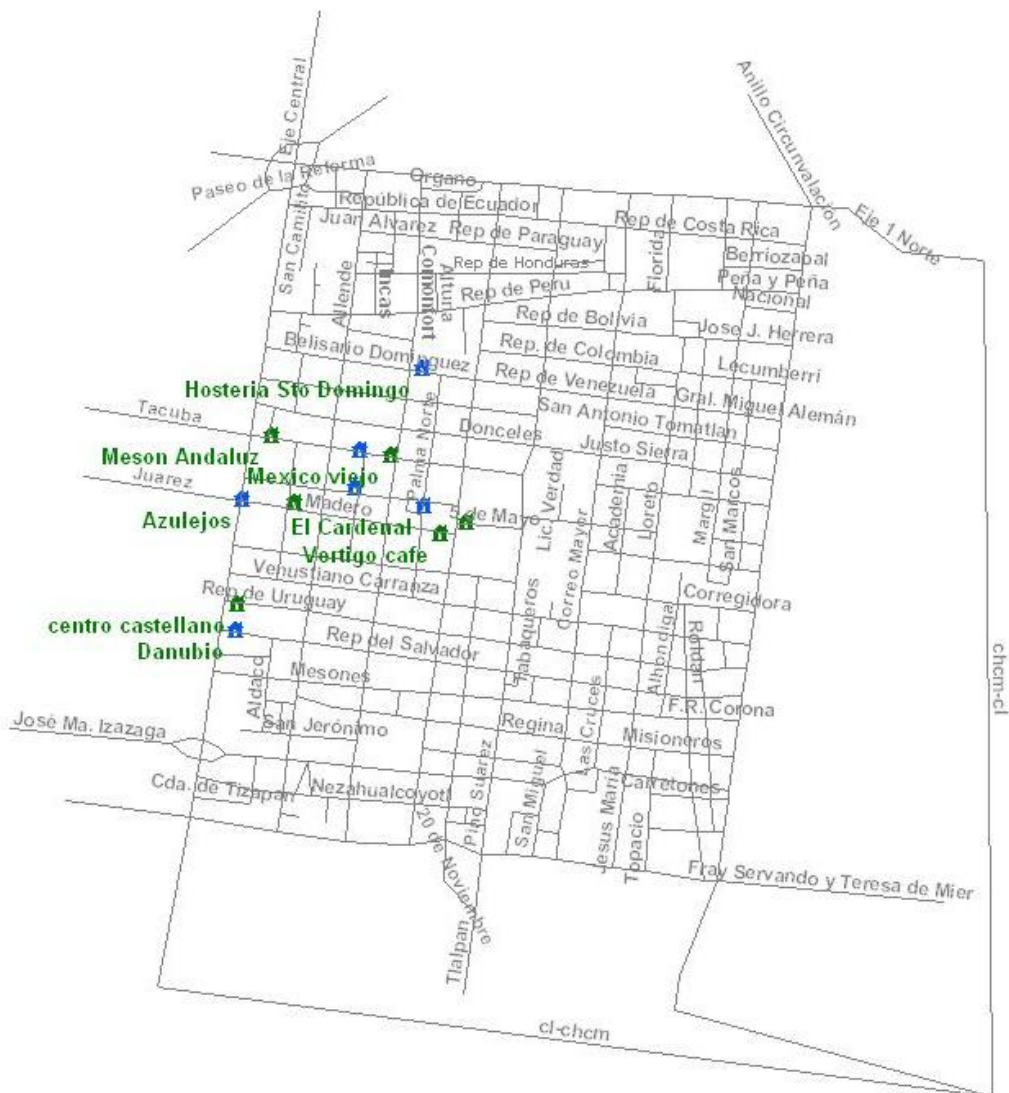 Eje Central
Anillo Circunvalación
Paseo de la Reforma
Organo
República de Ecuador
San Camilito
Juan Alvarez
Rep de Paraguay
Rep de Costa Rica
Eje 1 Norte
Rep de Honduras
Florida
Berriozabal
Peña y Peña
Nacional
Allende
Incas
Comonfort
Altuna
Rep de Peru
Rep de Bolivia
Jose J. Herrera
Belisario Dominguez
Rep. de Colombia
Lecumberri
Rep de Venezuela
Gral. Miguel Alemán
Hosteria Sto Domingo
San Antonio Tomatlan
Tacuba
Donceles
Justo Sierra
Meson Andaluz
Mexico viejo
Palma Norte
Juarez
Madero
5 de Mayo
Lic. Verdad
Academia
Loreto
Margil
San Marcos
Azulejos
El Cardenal
Vertigo cafe
Correo Mayor
Venustiano Carranza
Rep de Uruguay
Corregidora
centro castellano
Danubio
Rep del Salvador
Tabaqueros
Alhondiga
Roldan
chcm-cl
Aldaco
Mesones
F.R. Corona
José Ma. Izazaga
San Jerónimo
Regina
Las Cruces
Misioneros
Cda. de Tizapan
Nezahualcoyotl
Pino Suarez
San Miguel
Carretones
Jesus María
Topacio
20 de Noviembre
Fray Servando y Teresa de Mier
Tlalpan
cl-chcm